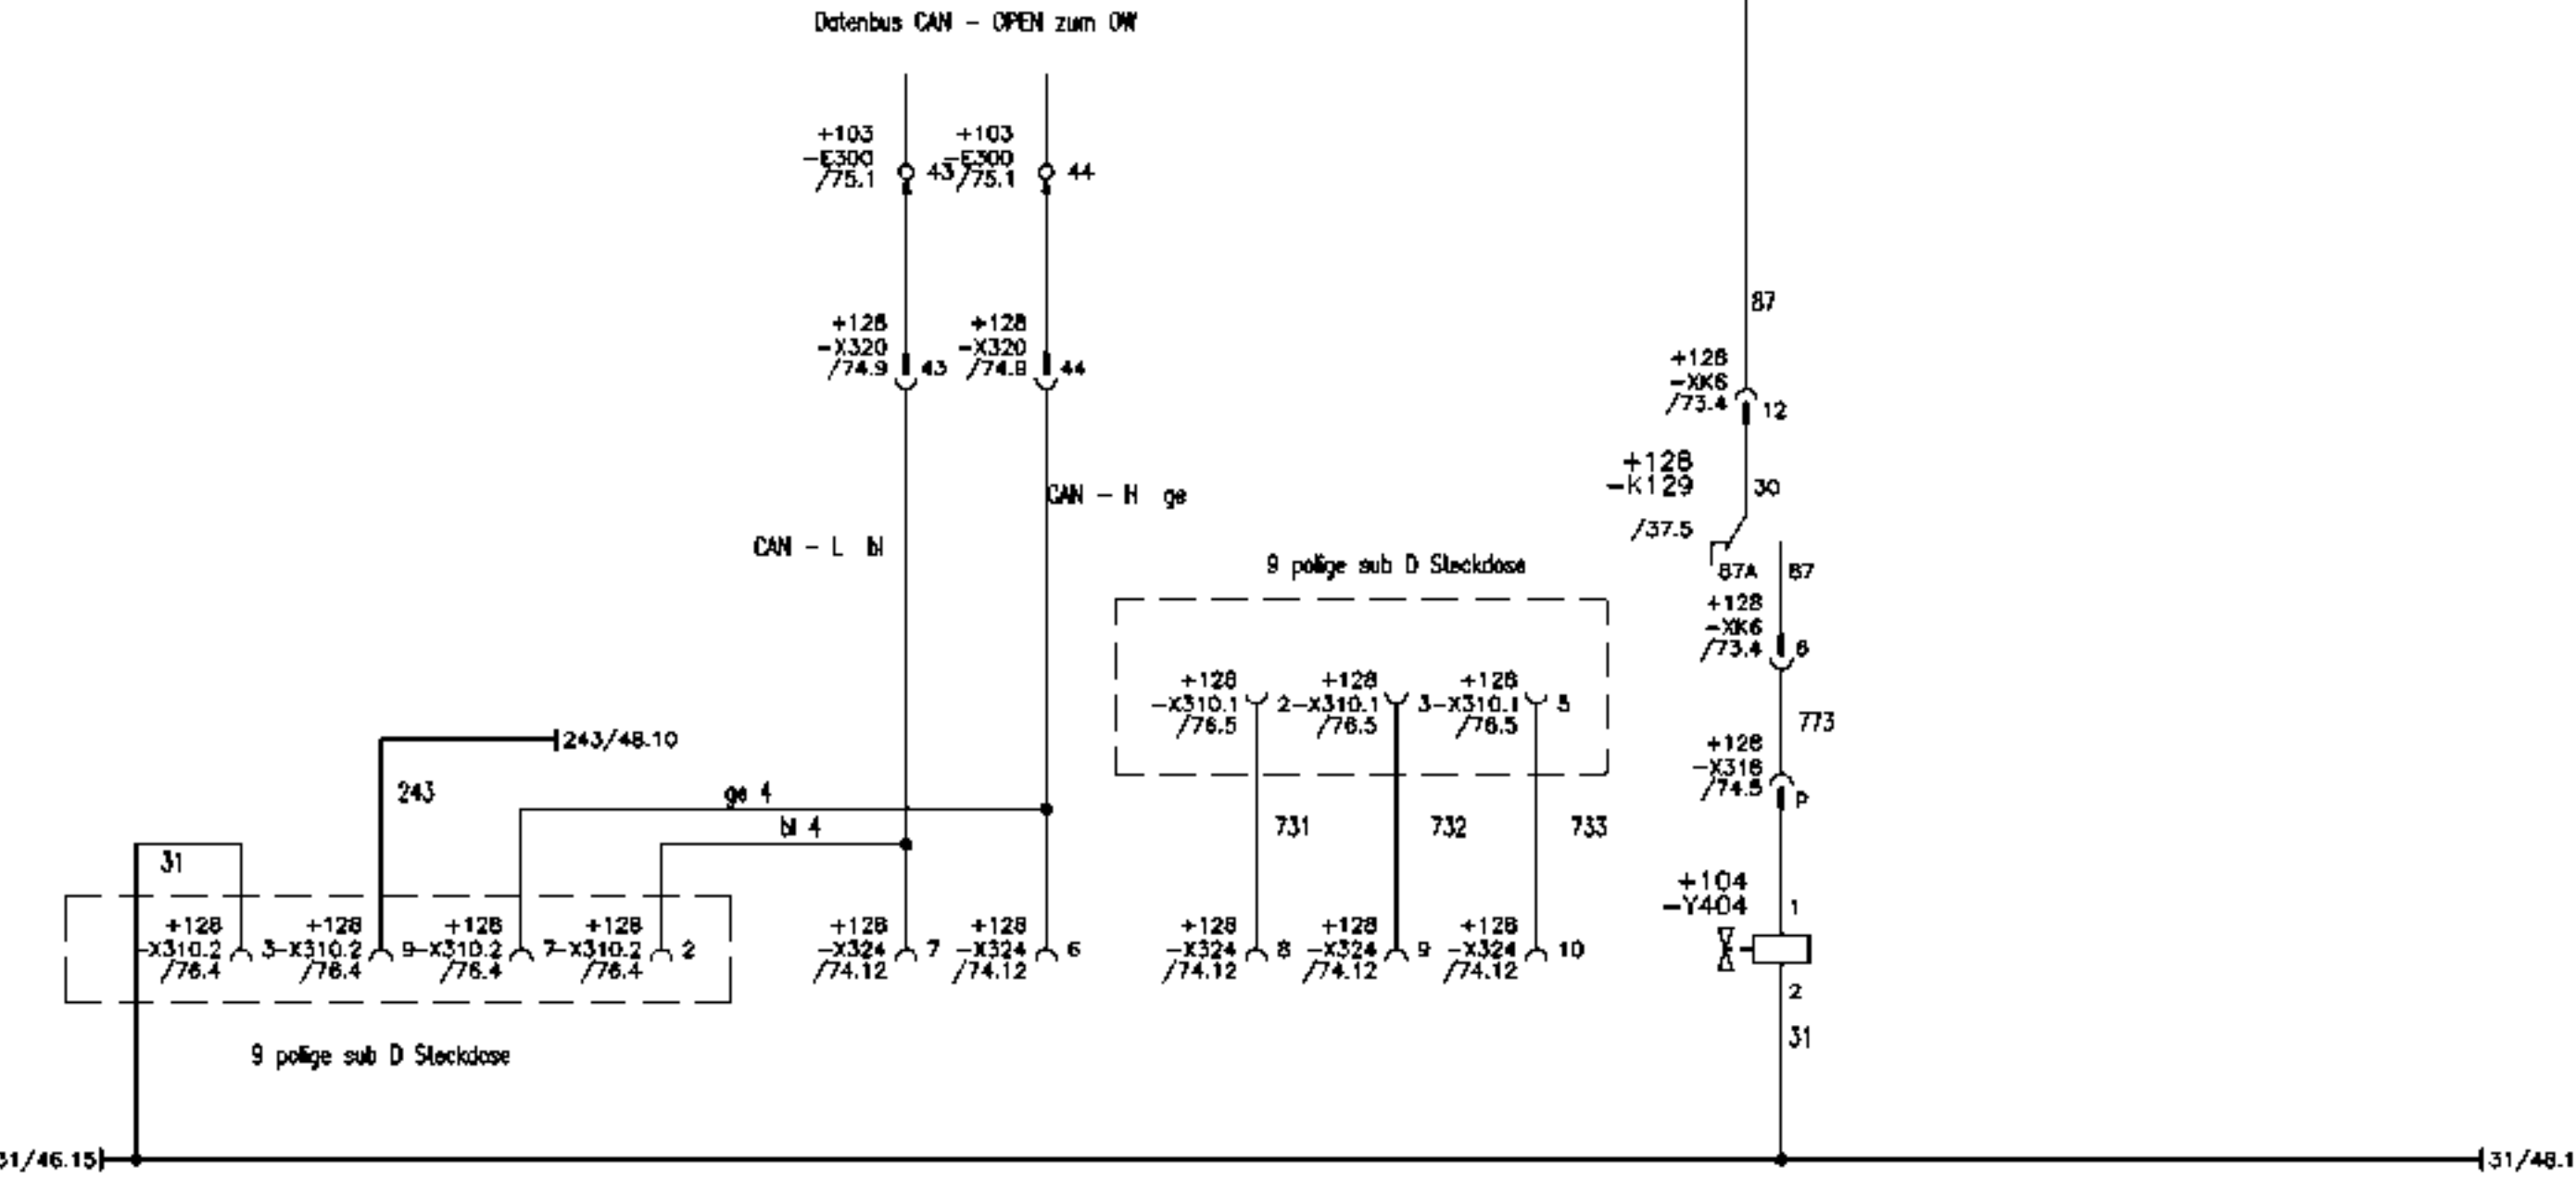 Datenbus CAN - OPEN zum OW
+103
-E300
/75.1
43
+103
-E300
/75.1
44
+128
-X320
/74.9
43
+128
-X320
/74.9
44
87
+128
-XK6
/73.4
12
+128
-K129
/37.5
30
87A
87
CAN - H ge
CAN - L bl
9 polige sub D Steckdose
+128
-XK6
/73.4
6
+128
-X310.1
/76.5
2
+128
-X310.1
/76.5
3
+128
-X310.1
/76.5
5
773
243/48.10
243
+128
-X318
/74.5
P
ge 4
bl 4
731
732
733
31
+104
-Y404
1
2
31
+128
-X310.2
/76.4
3
+128
-X310.2
/76.4
9
+128
-X310.2
/76.4
7
+128
-X310.2
/76.4
2
+128
-X324
/74.12
7
+128
-X324
/74.12
6
+128
-X324
/74.12
8
+128
-X324
/74.12
9
+128
-X324
/74.12
10
9 polige sub D Steckdose
31/46.15
31/48.1